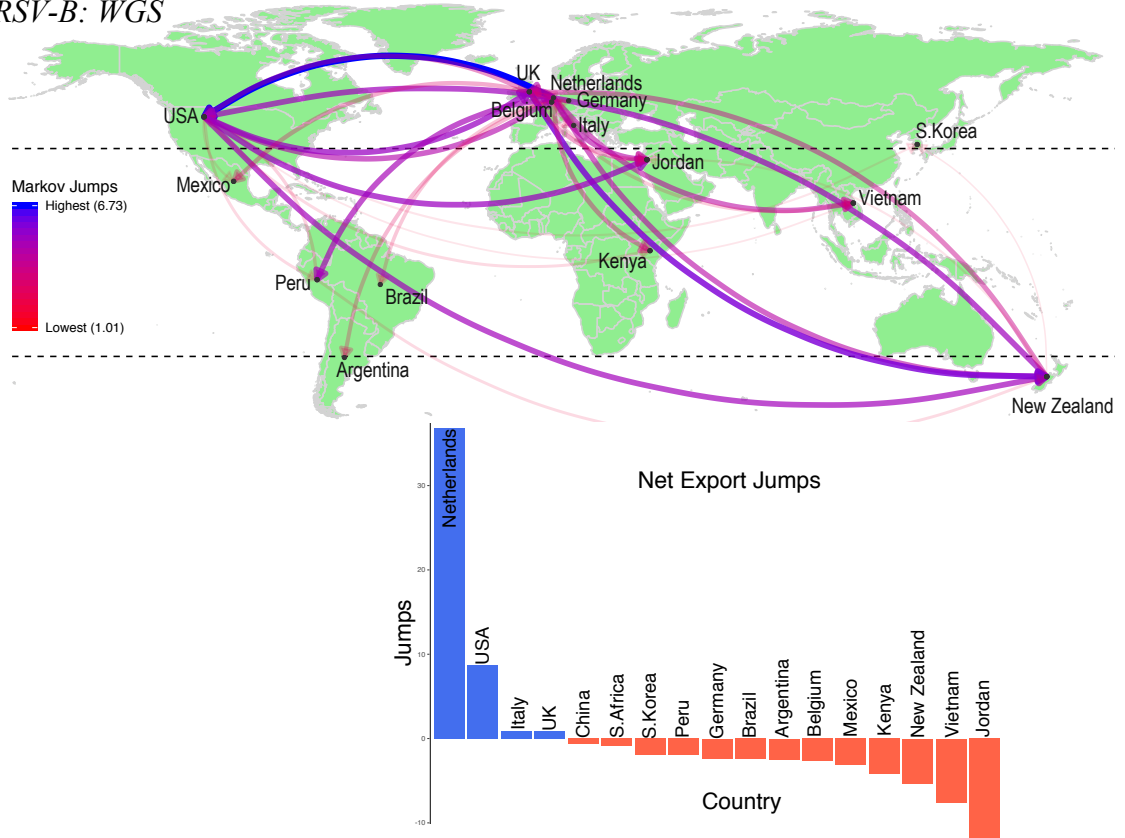 RSV-B: WGS
UK
Netherlands
Germany
Belgium
USA
Italy
S.Korea
Jordan
Mexico
Vietnam
Markov Jumps
Highest (6.73)
Lowest (1.01)
Kenya
Peru
Brazil
Argentina
New Zealand
Net Export Jumps
Jumps
30
20
10
0
-10
Netherlands
USA
Italy
UK
China
S.Africa
S.Korea
Peru
Germany
Brazil
Argentina
Belgium
Mexico
Kenya
New Zealand
Vietnam
Jordan
Country